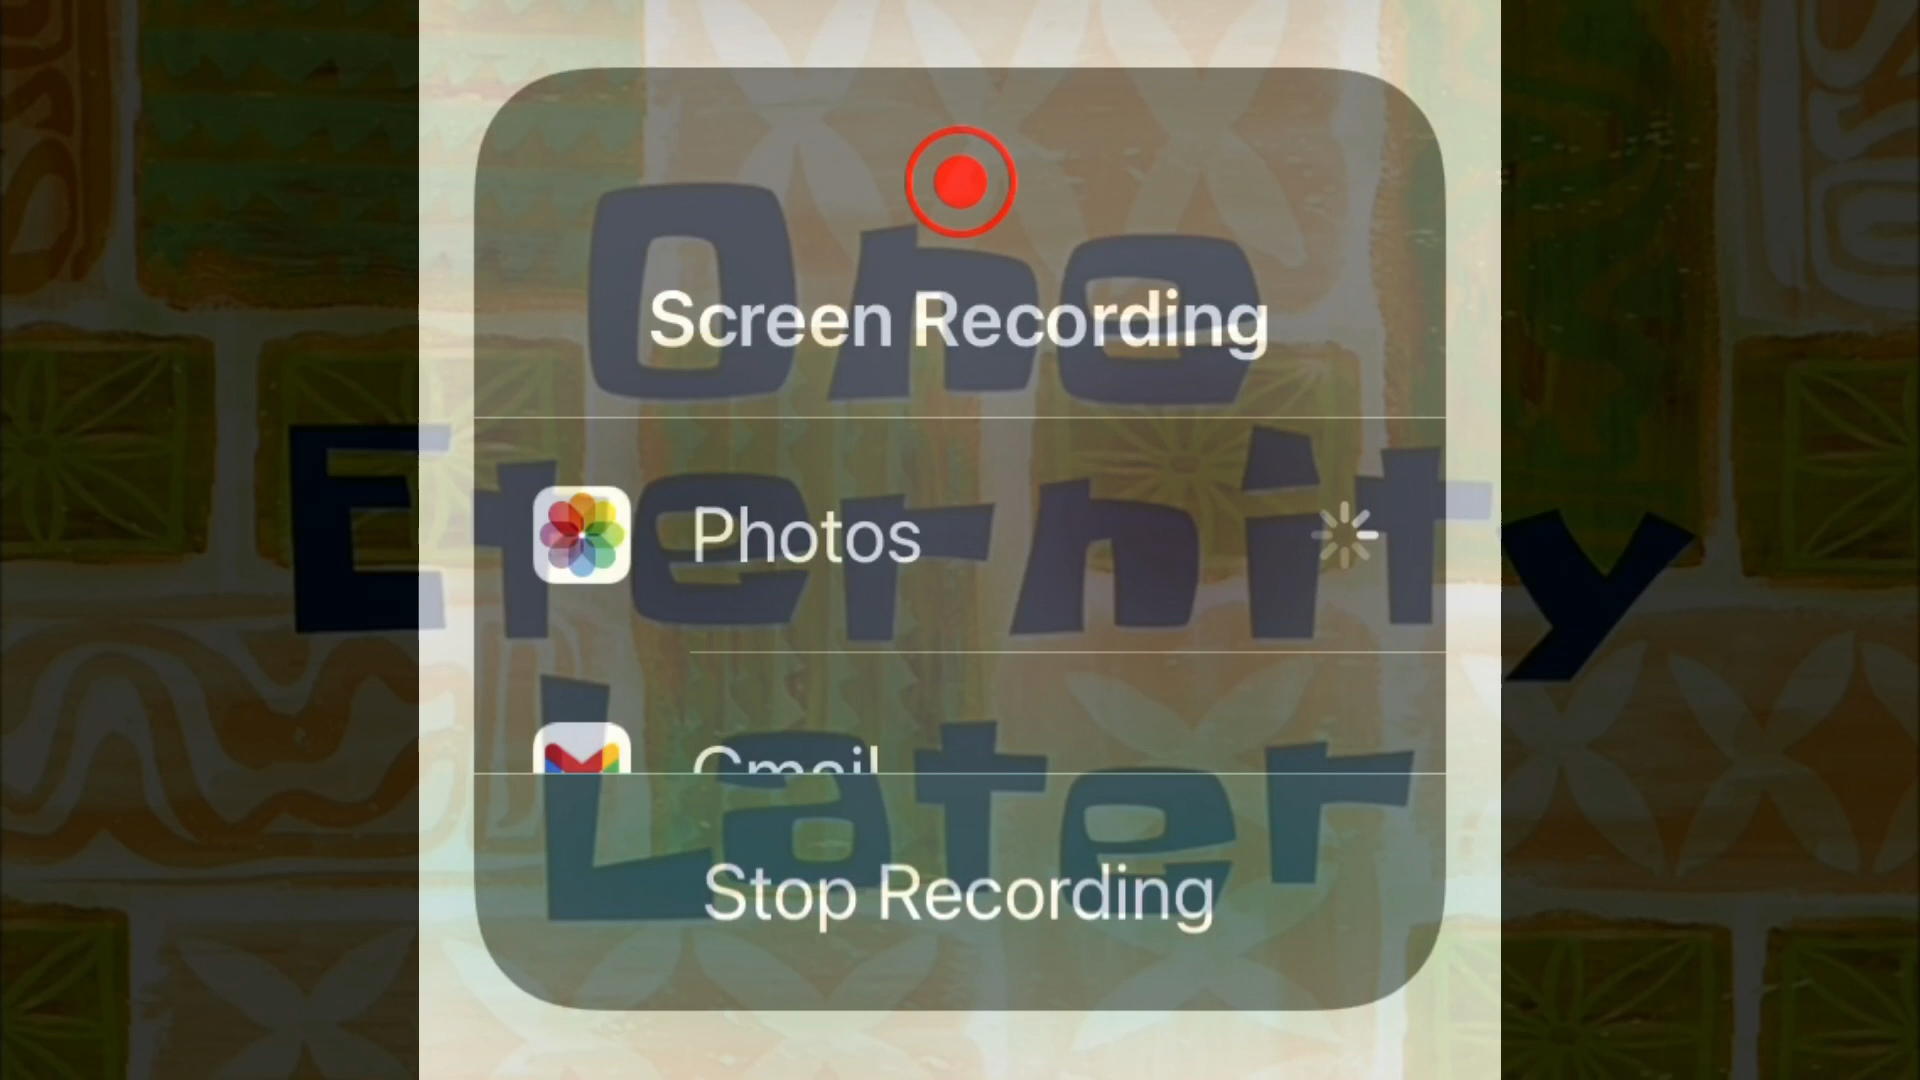 One
Screen Recording
Eternity
Photos
Later
Gmail
Stop Recording